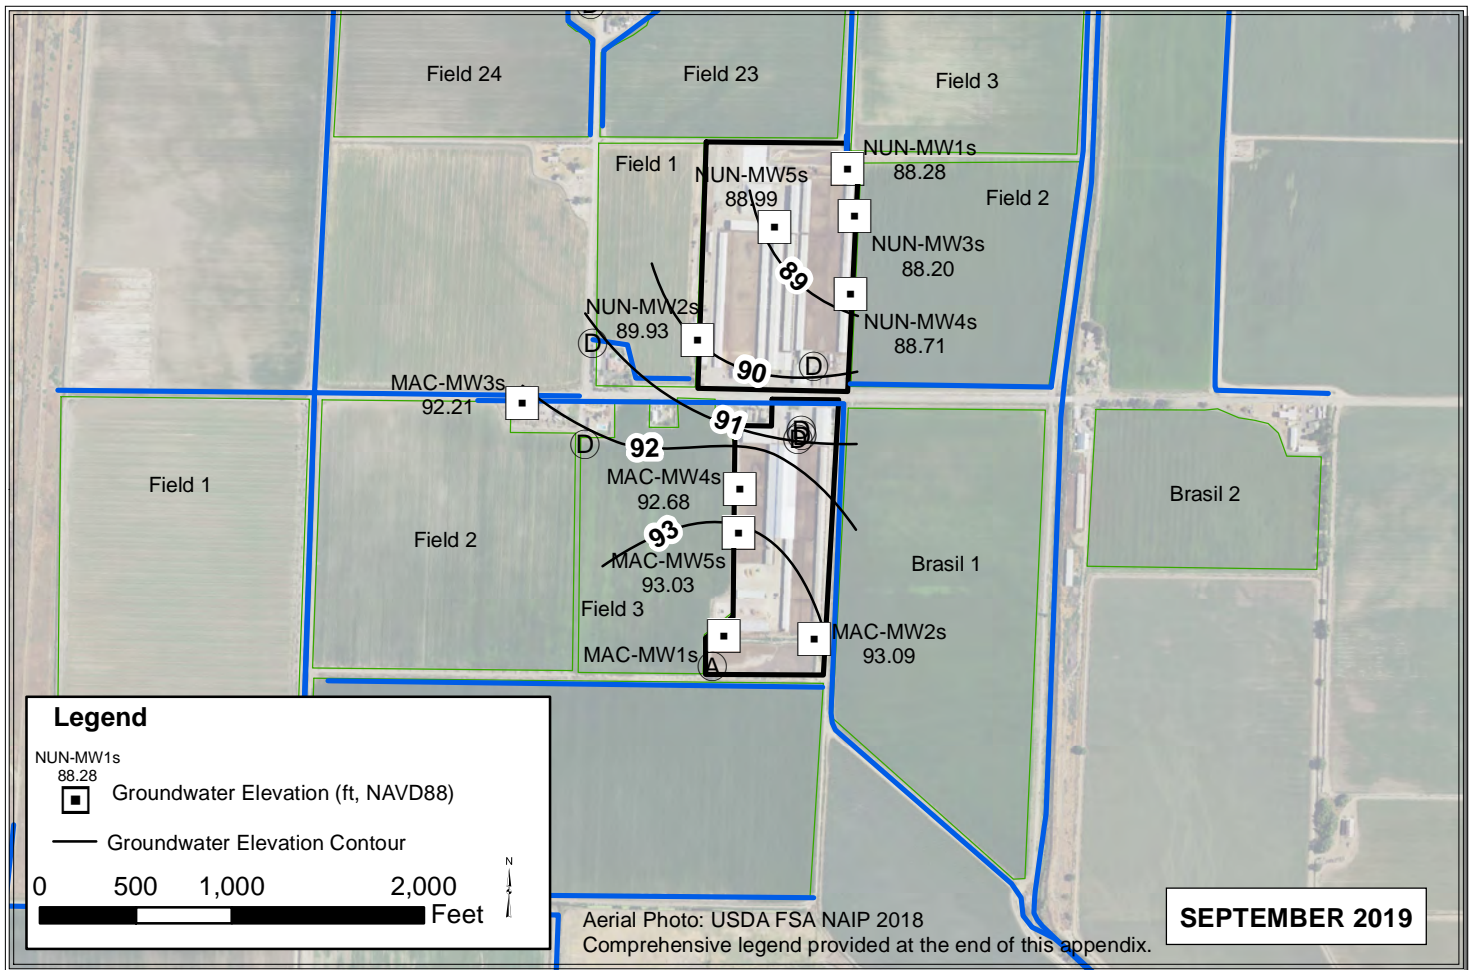 D
Field 24
Field 23
Field 3
NUN-MW1s
88.28
Field 1
NUN-MW5s
88.99
Field 2
NUN-MW3s
88.20
89
NUN-MW2s
89.93
NUN-MW4s
88.71
D
D
90
MAC-MW3s
92.21
91
D
D
D
92
MAC-MW4s
92.68
Field 1
Brasil 2
Field 2
93
MAC-MW5s
93.03
Brasil 1
Field 3
MAC-MW2s
93.09
MAC-MW1s
A
Legend
NUN-MW1s
88.28
Groundwater Elevation (ft, NAVD88)
Groundwater Elevation Contour
N
0 500 1,000 2,000
Feet
Aerial Photo: USDA FSA NAIP 2018
Comprehensive legend provided at the end of this appendix.
SEPTEMBER 2019